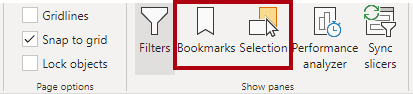 Gridlines
Snap to grid
Lock objects
Page options
Filters
Bookmarks
Selection
Performance
analyzer
Sync
slicers
Show panes